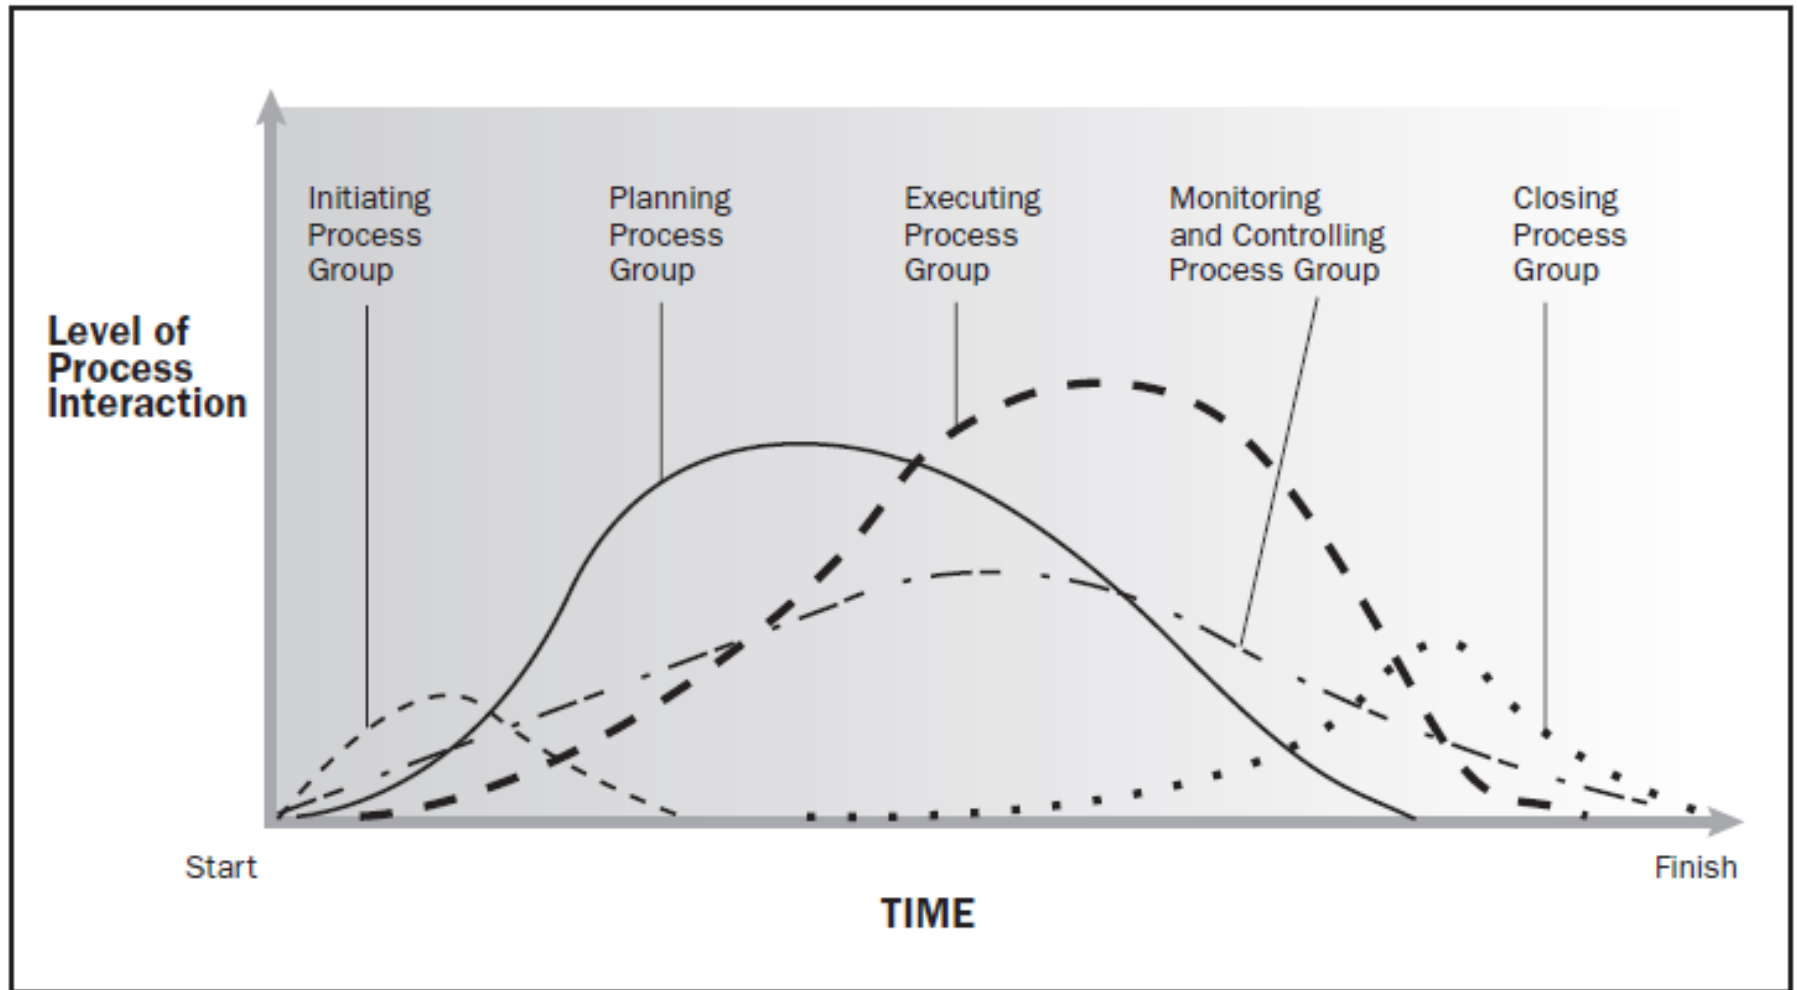 Initiating
Process
Group
Planning
Process
Group
Executing
Process
Group
Monitoring
and Controlling
Process Group
Closing
Process
Group
Level of
Process
Interaction
Start
Finish
TIME